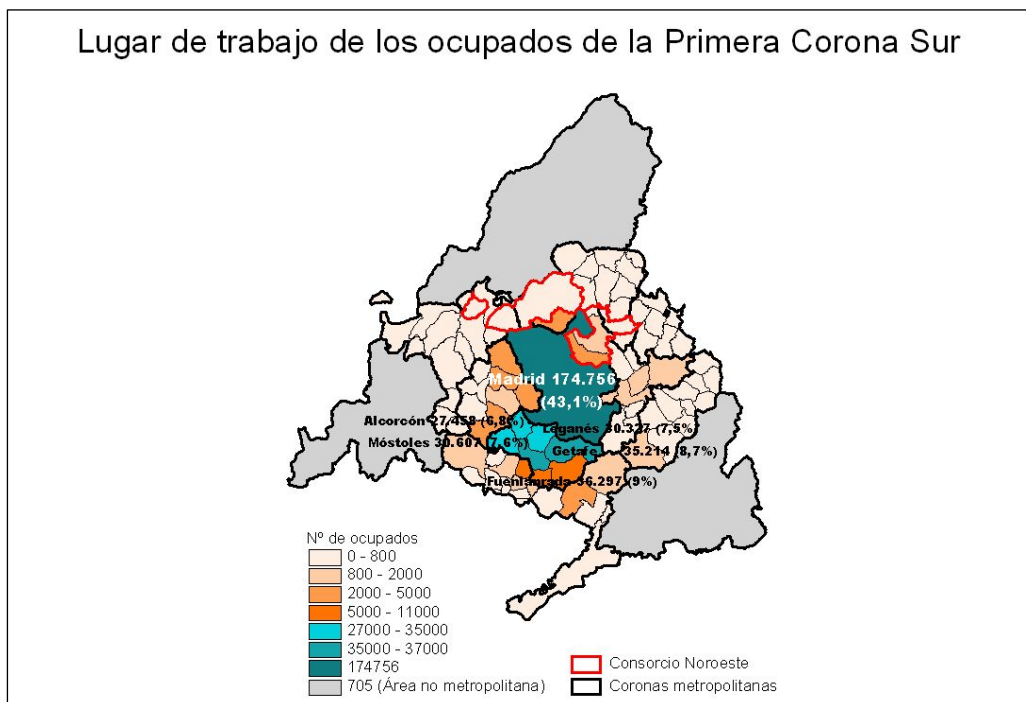 Lugar de trabajo de los ocupados de la Primera Corona Sur
Madrid 174.756
(43,1%)
Alcorcón 27.458 (6,8%)
Leganés 30.327 (7,5%)
Móstoles 30.607 (7,6%)
Getafe 35.214 (8,7%)
Fuenlanrada 36.297 (9%)
Nº de ocupados
0 - 800
800 - 2000
2000 - 5000
5000 - 11000
27000 - 35000
35000 - 37000
174756
705 (Área no metropolitana)
Consorcio Noroeste
Coronas metropolitanas